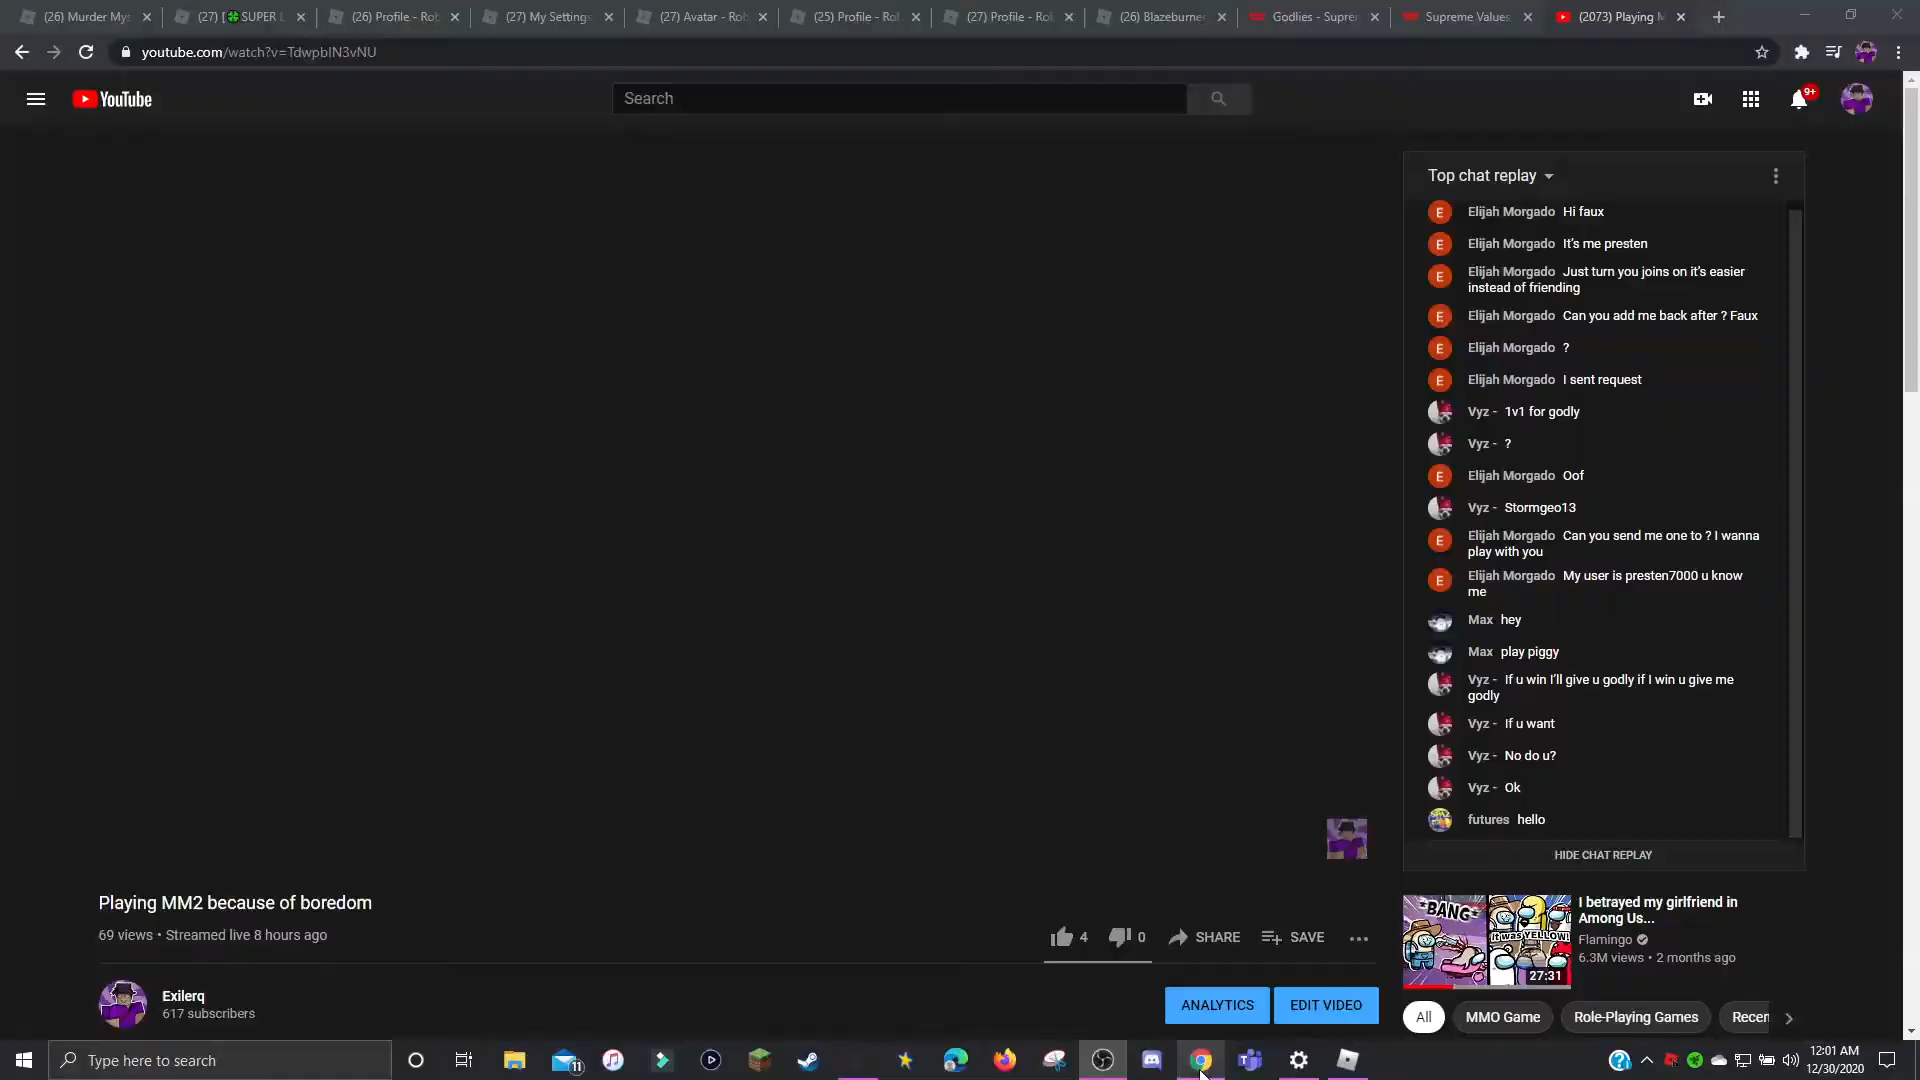 (26) Murder Mys
(27) [🍀SUPER L
(26) Profile - Rob
(27) My Settings
(27) Avatar - Rob
(25) Profile - Rol
(27) Profile - Rol
(26) Blazeburne
Godlies - Suprem
Supreme Values
(2073) Playing M
youtube.com/watch?v=TdwpbIN3vNU
YouTube
Search
9+
Top chat replay
Elijah Morgado Hi faux
Elijah Morgado It's me presten
Elijah Morgado Just turn you joins on it's easier
instead of friending
Elijah Morgado Can you add me back after ? Faux
Elijah Morgado ?
Elijah Morgado I sent request
Vyz - 1v1 for godly
Vyz - ?
Elijah Morgado Oof
Vyz - Stormgeo13
Elijah Morgado Can you send me one to ? I wanna
play with you
Elijah Morgado My user is presten7000 u know
me
Max hey
Max play piggy
Vyz - If u win I'll give u godly if I win u give me
godly
Vyz - If u want
Vyz - No do u?
Vyz - Ok
futures hello
HIDE CHAT REPLAY
Playing MM2 because of boredom
69 views • Streamed live 8 hours ago
4
0
SHARE
SAVE
Exilerq
617 subscribers
ANALYTICS
EDIT VIDEO
*BANG*
It was YELLOW!
27:31
I betrayed my girlfriend in
Among Us...
Flamingo
6.3M views • 2 months ago
All
MMO Game
Role-Playing Games
Recen
Type here to search
11
12:01 AM
12/30/2020